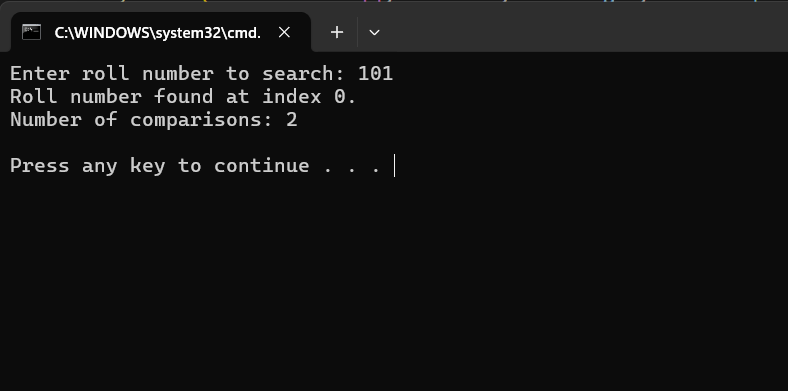 C:\WINDOWS\system32\cmd.
Enter roll number to search: 101
Roll number found at index 0.
Number of comparisons: 2
Press any key to continue . . .